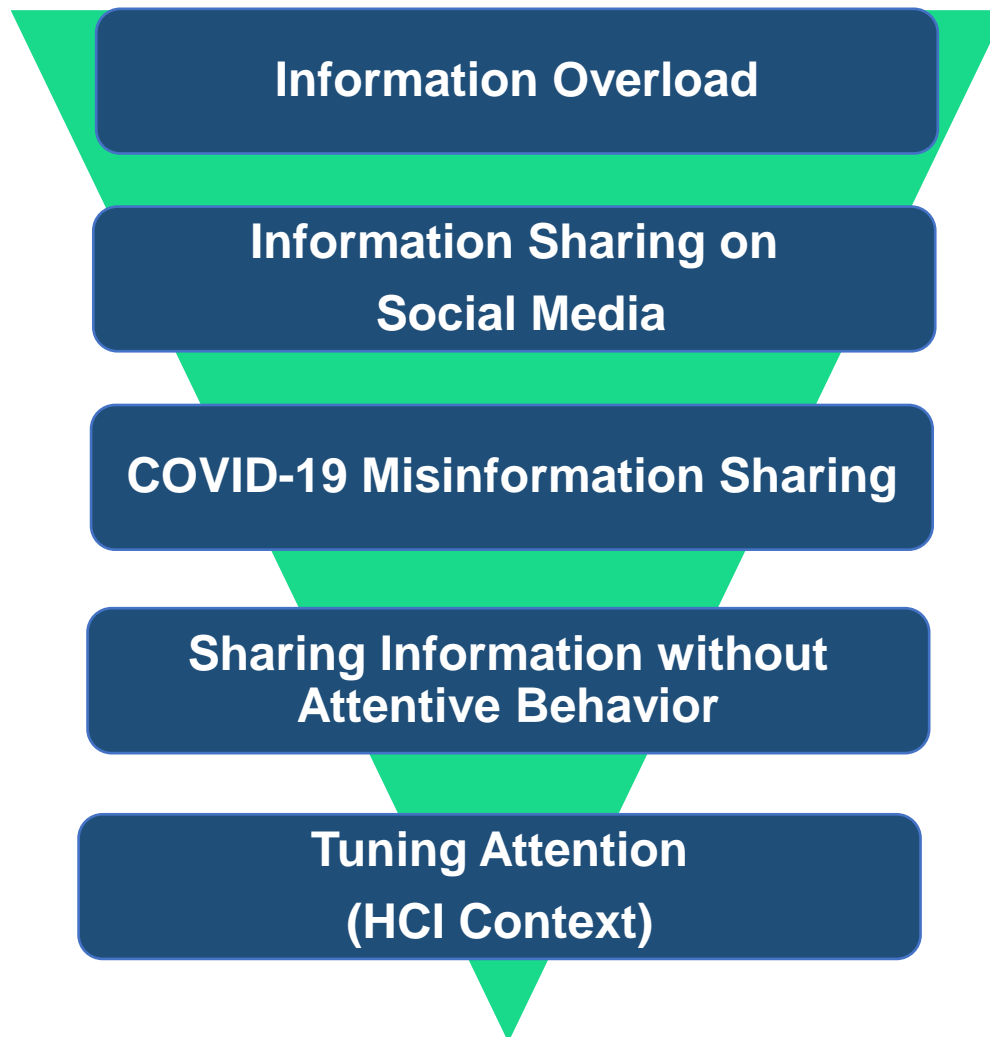 Information Overload
Information Sharing on
Social Media
COVID-19 Misinformation Sharing
Sharing Information without
Attentive Behavior
Tuning Attention
(HCI Context)